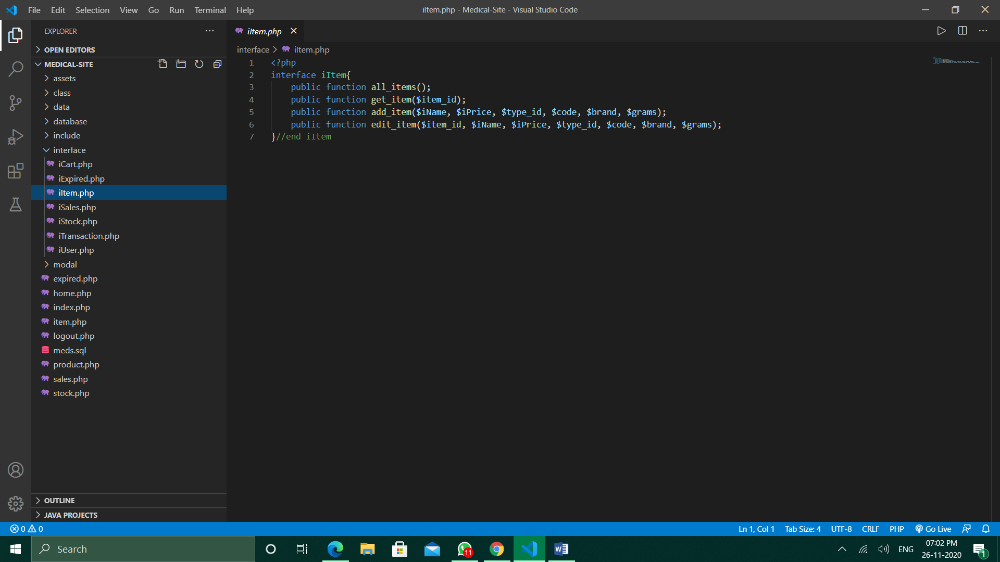 File Edit Selection View Go Run Terminal Help
iItem.php - Medical-Site - Visual Studio Code
EXPLORER
OPEN EDITORS
MEDICAL-SITE
assets
class
data
database
include
interface
iCart.php
iExpired.php
iItem.php
iSales.php
iStock.php
iTransaction.php
iUser.php
modal
expired.php
home.php
index.php
item.php
logout.php
meds.sql
product.php
sales.php
stock.php
OUTLINE
JAVA PROJECTS
iItem.php
interface > iItem.php
1 <?php
2 interface iItem{
3 public function all_items();
4 public function get_item($item_id);
5 public function add_item($iName, $iPrice, $type_id, $code, $brand, $grams);
6 public function edit_item($item_id, $iName, $iPrice, $type_id, $code, $brand, $grams);
7 }//end iItem
0 0
Ln 1, Col 1 Tab Size: 4 UTF-8 CRLF PHP Go Live
Search
11
W
ENG
07:02 PM
26-11-2020
1